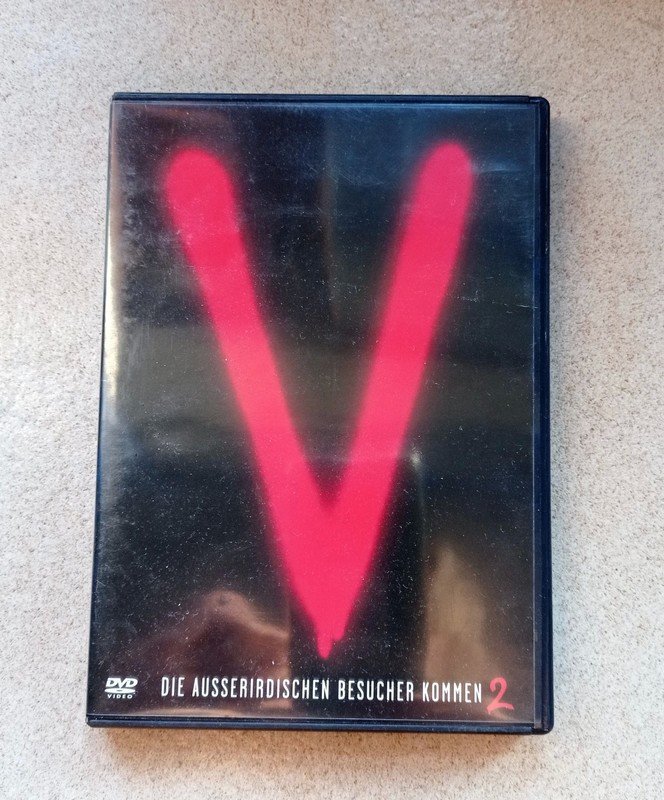 V
DVD
VIDEO
DIE AUSSERIRDISCHEN BESUCHER KOMMEN 2